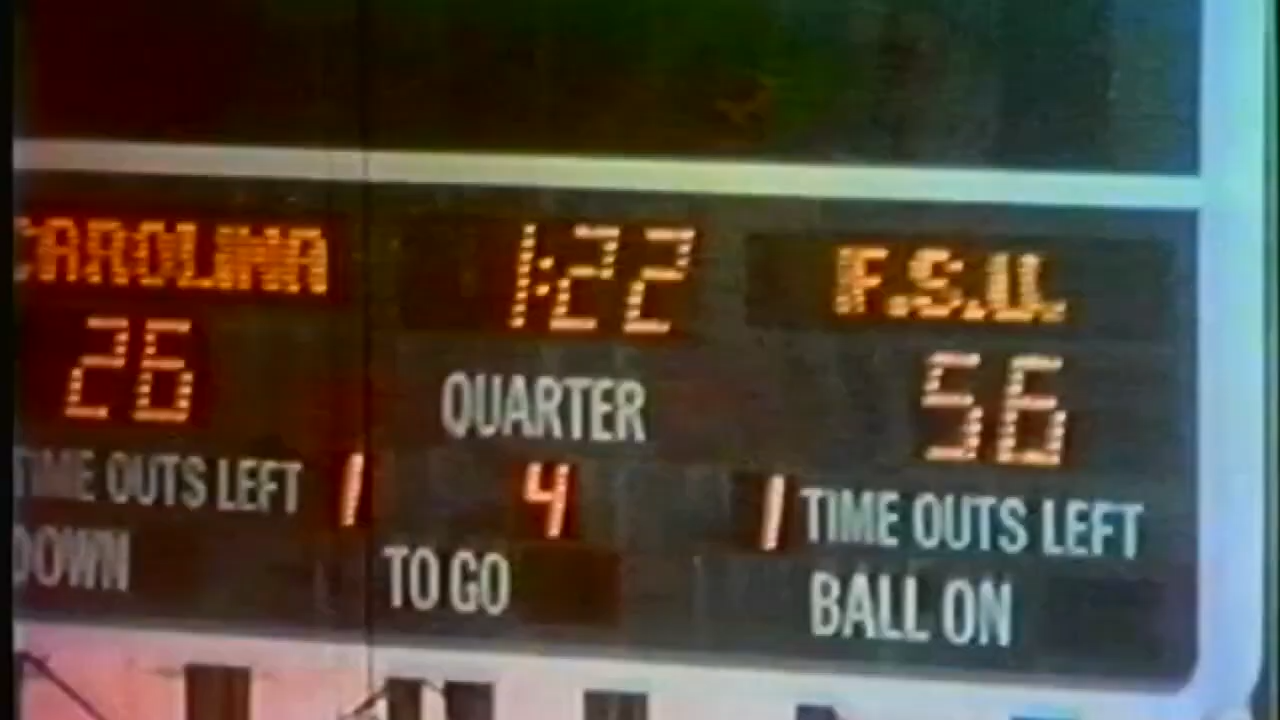 CAROLINA 1:22 F.S.U.
26 QUARTER 56
TIME OUTS LEFT 1 4 1 TIME OUTS LEFT
DOWN TO GO BALL ON